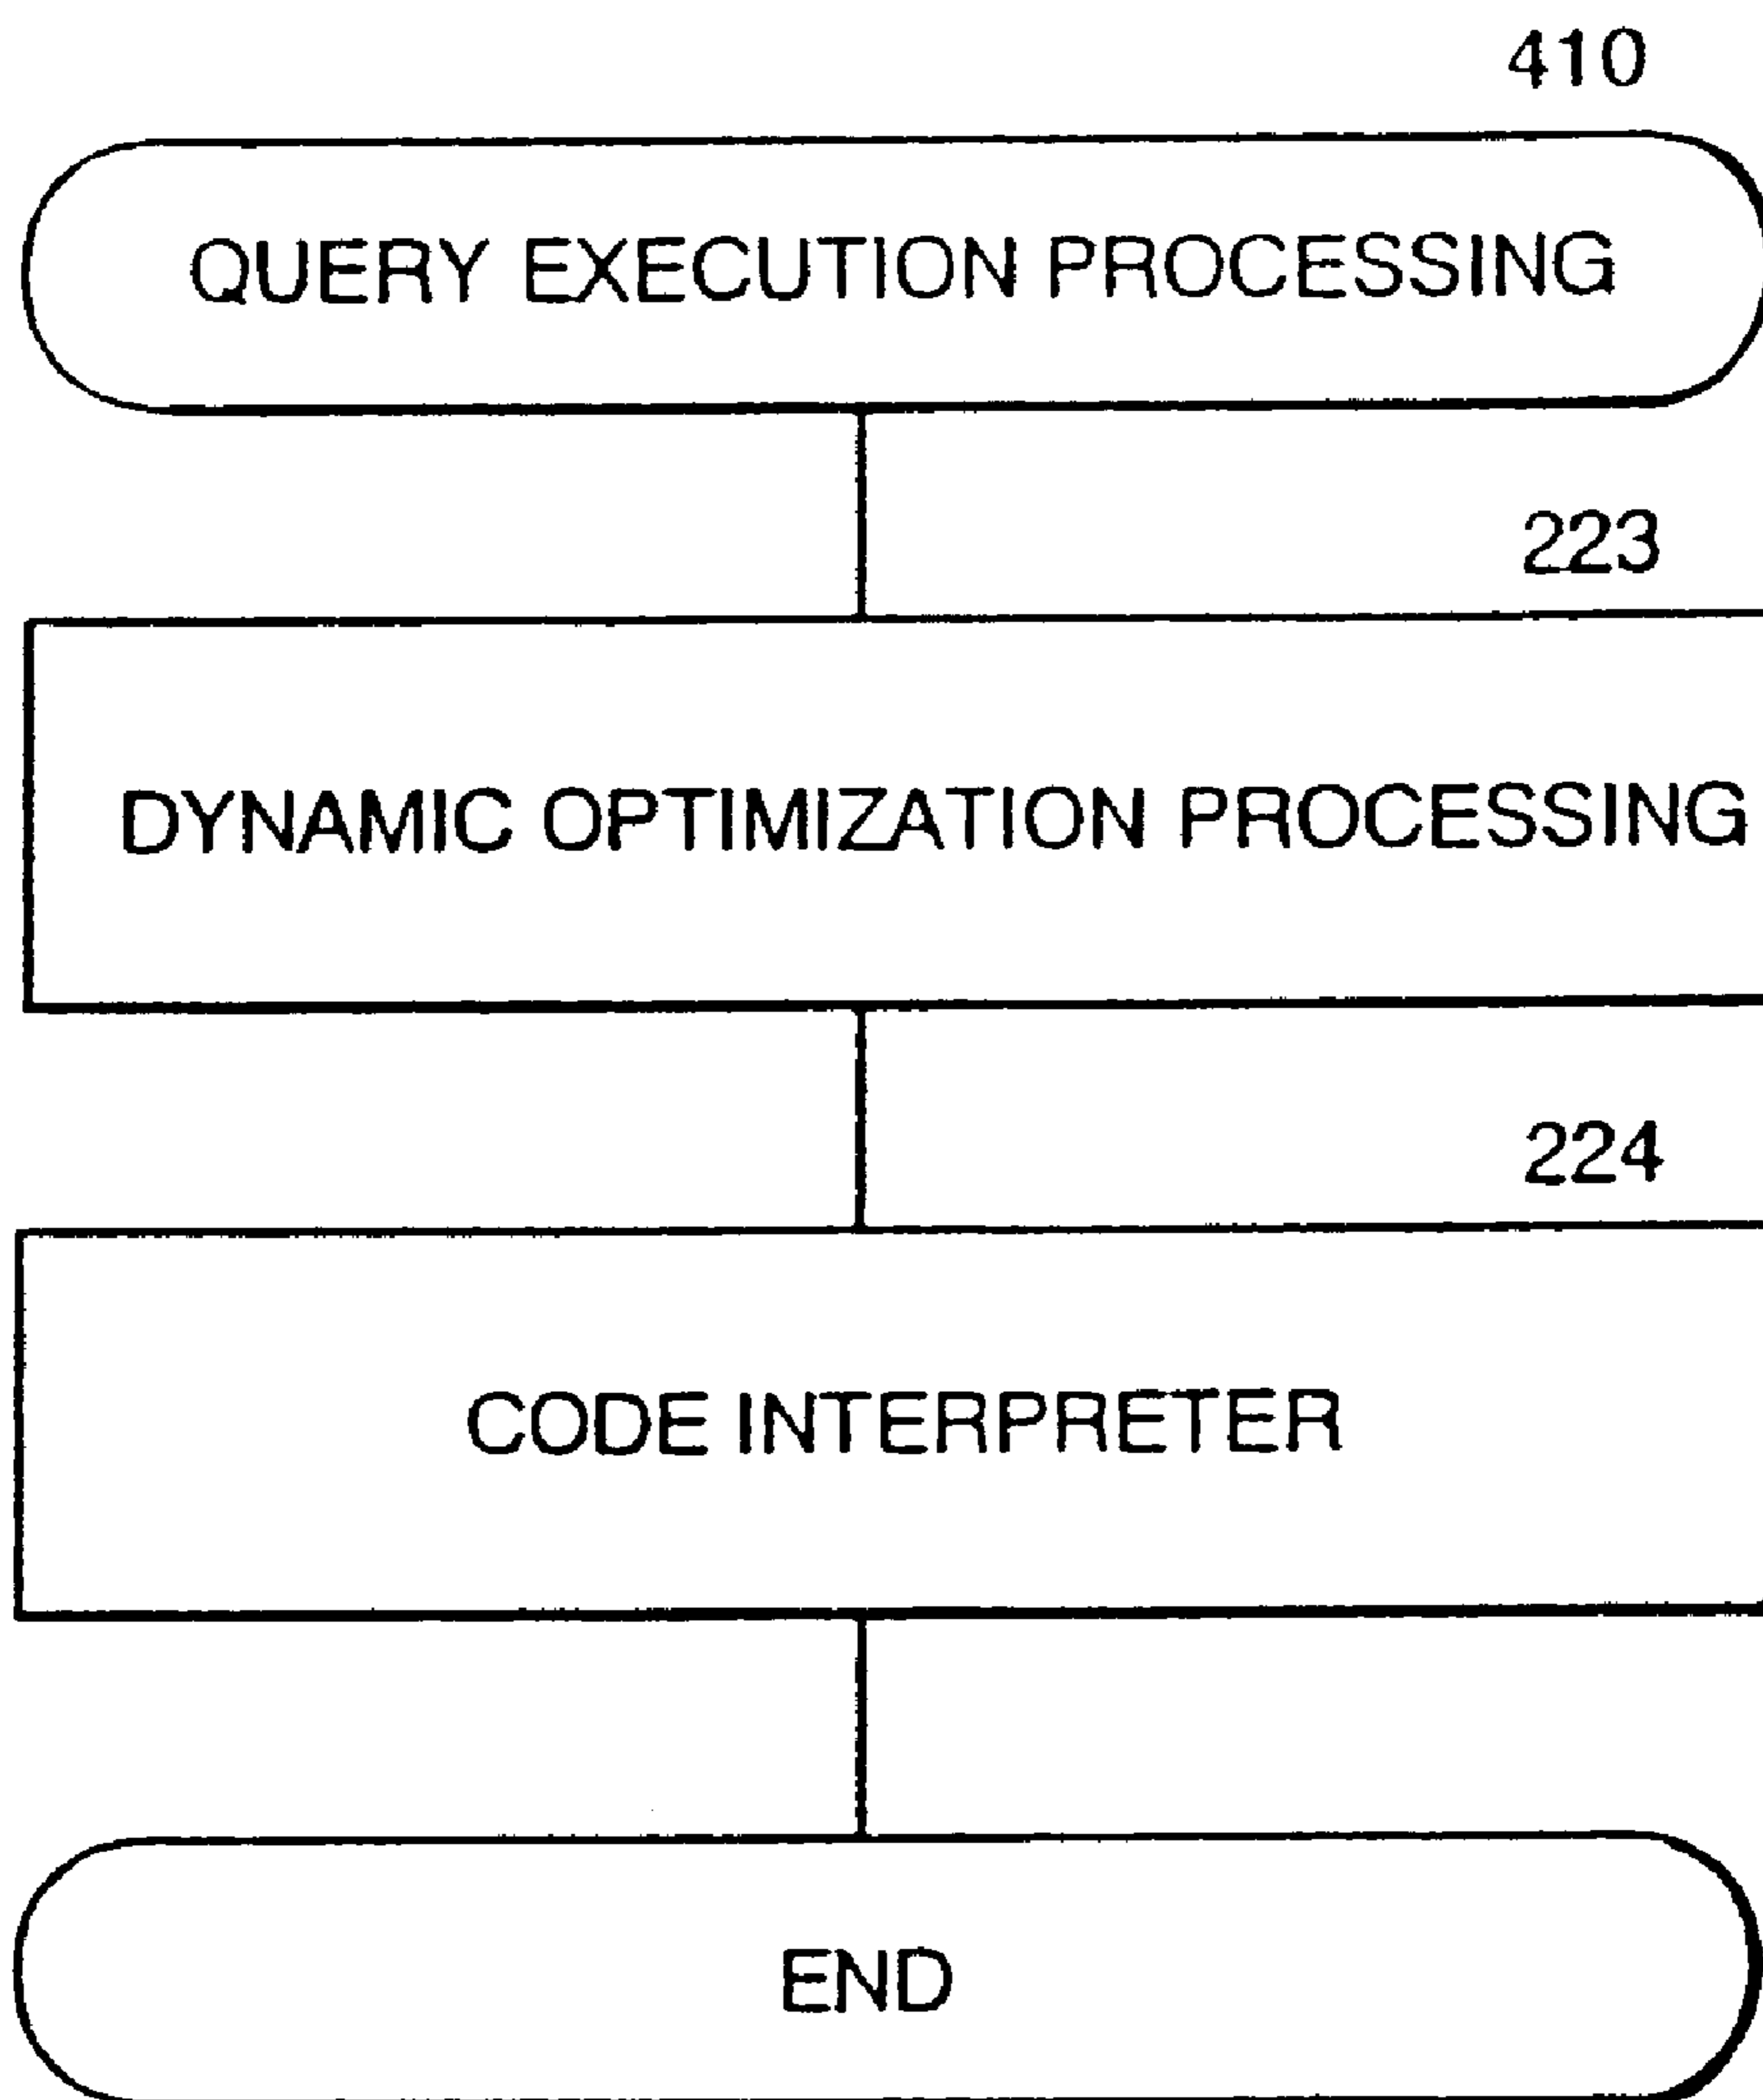 410
QUERY EXECUTION PROCESSING
223
DYNAMIC OPTIMIZATION PROCESSING
224
CODE INTERPRETER
END